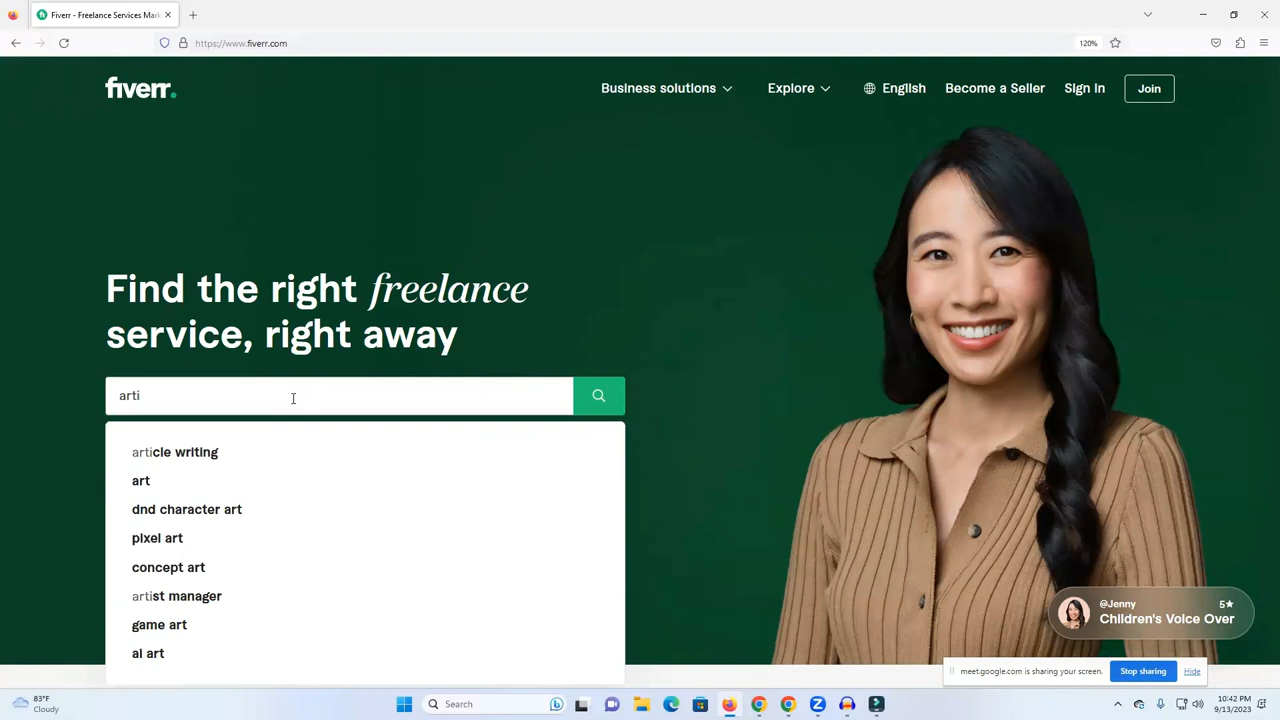 Fiverr - Freelance Services Mar
https://www.fiverr.com
120%
fiverr.
Business solutions
Explore
English
Become a Seller
Sign In
Join
Find the right freelance
service, right away
arti
article writing
art
dnd character art
pixel art
concept art
artist manager
game art
ai art
@Jenny 5★
Children's Voice Over
meet.google.com is sharing your screen.
Stop sharing
Hide
83°F
Cloudy
Search
10:42 PM
9/13/2023